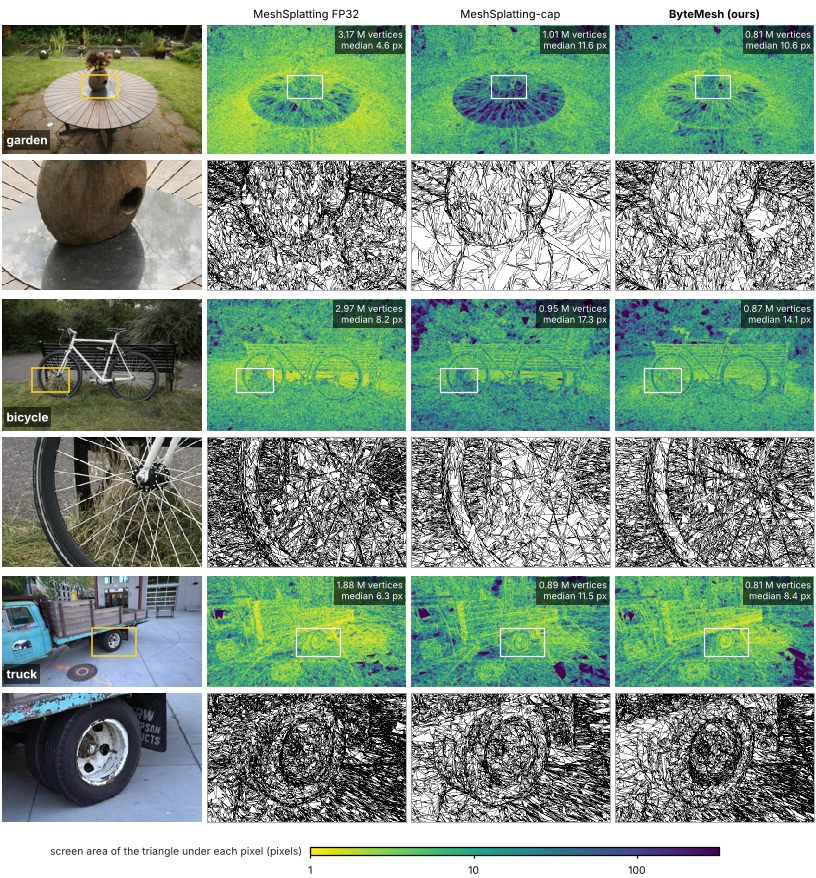 MeshSplatting FP32
MeshSplatting-cap
ByteMesh (ours)
3.17 M vertices
median 4.6 px
1.01 M vertices
median 11.6 px
0.81 M vertices
median 10.6 px
garden
2.97 M vertices
median 8.2 px
0.95 M vertices
median 17.3 px
0.87 M vertices
median 14.1 px
bicycle
1.88 M vertices
median 6.3 px
0.89 M vertices
median 11.5 px
0.81 M vertices
median 8.4 px
truck
screen area of the triangle under each pixel (pixels)
1
10
100